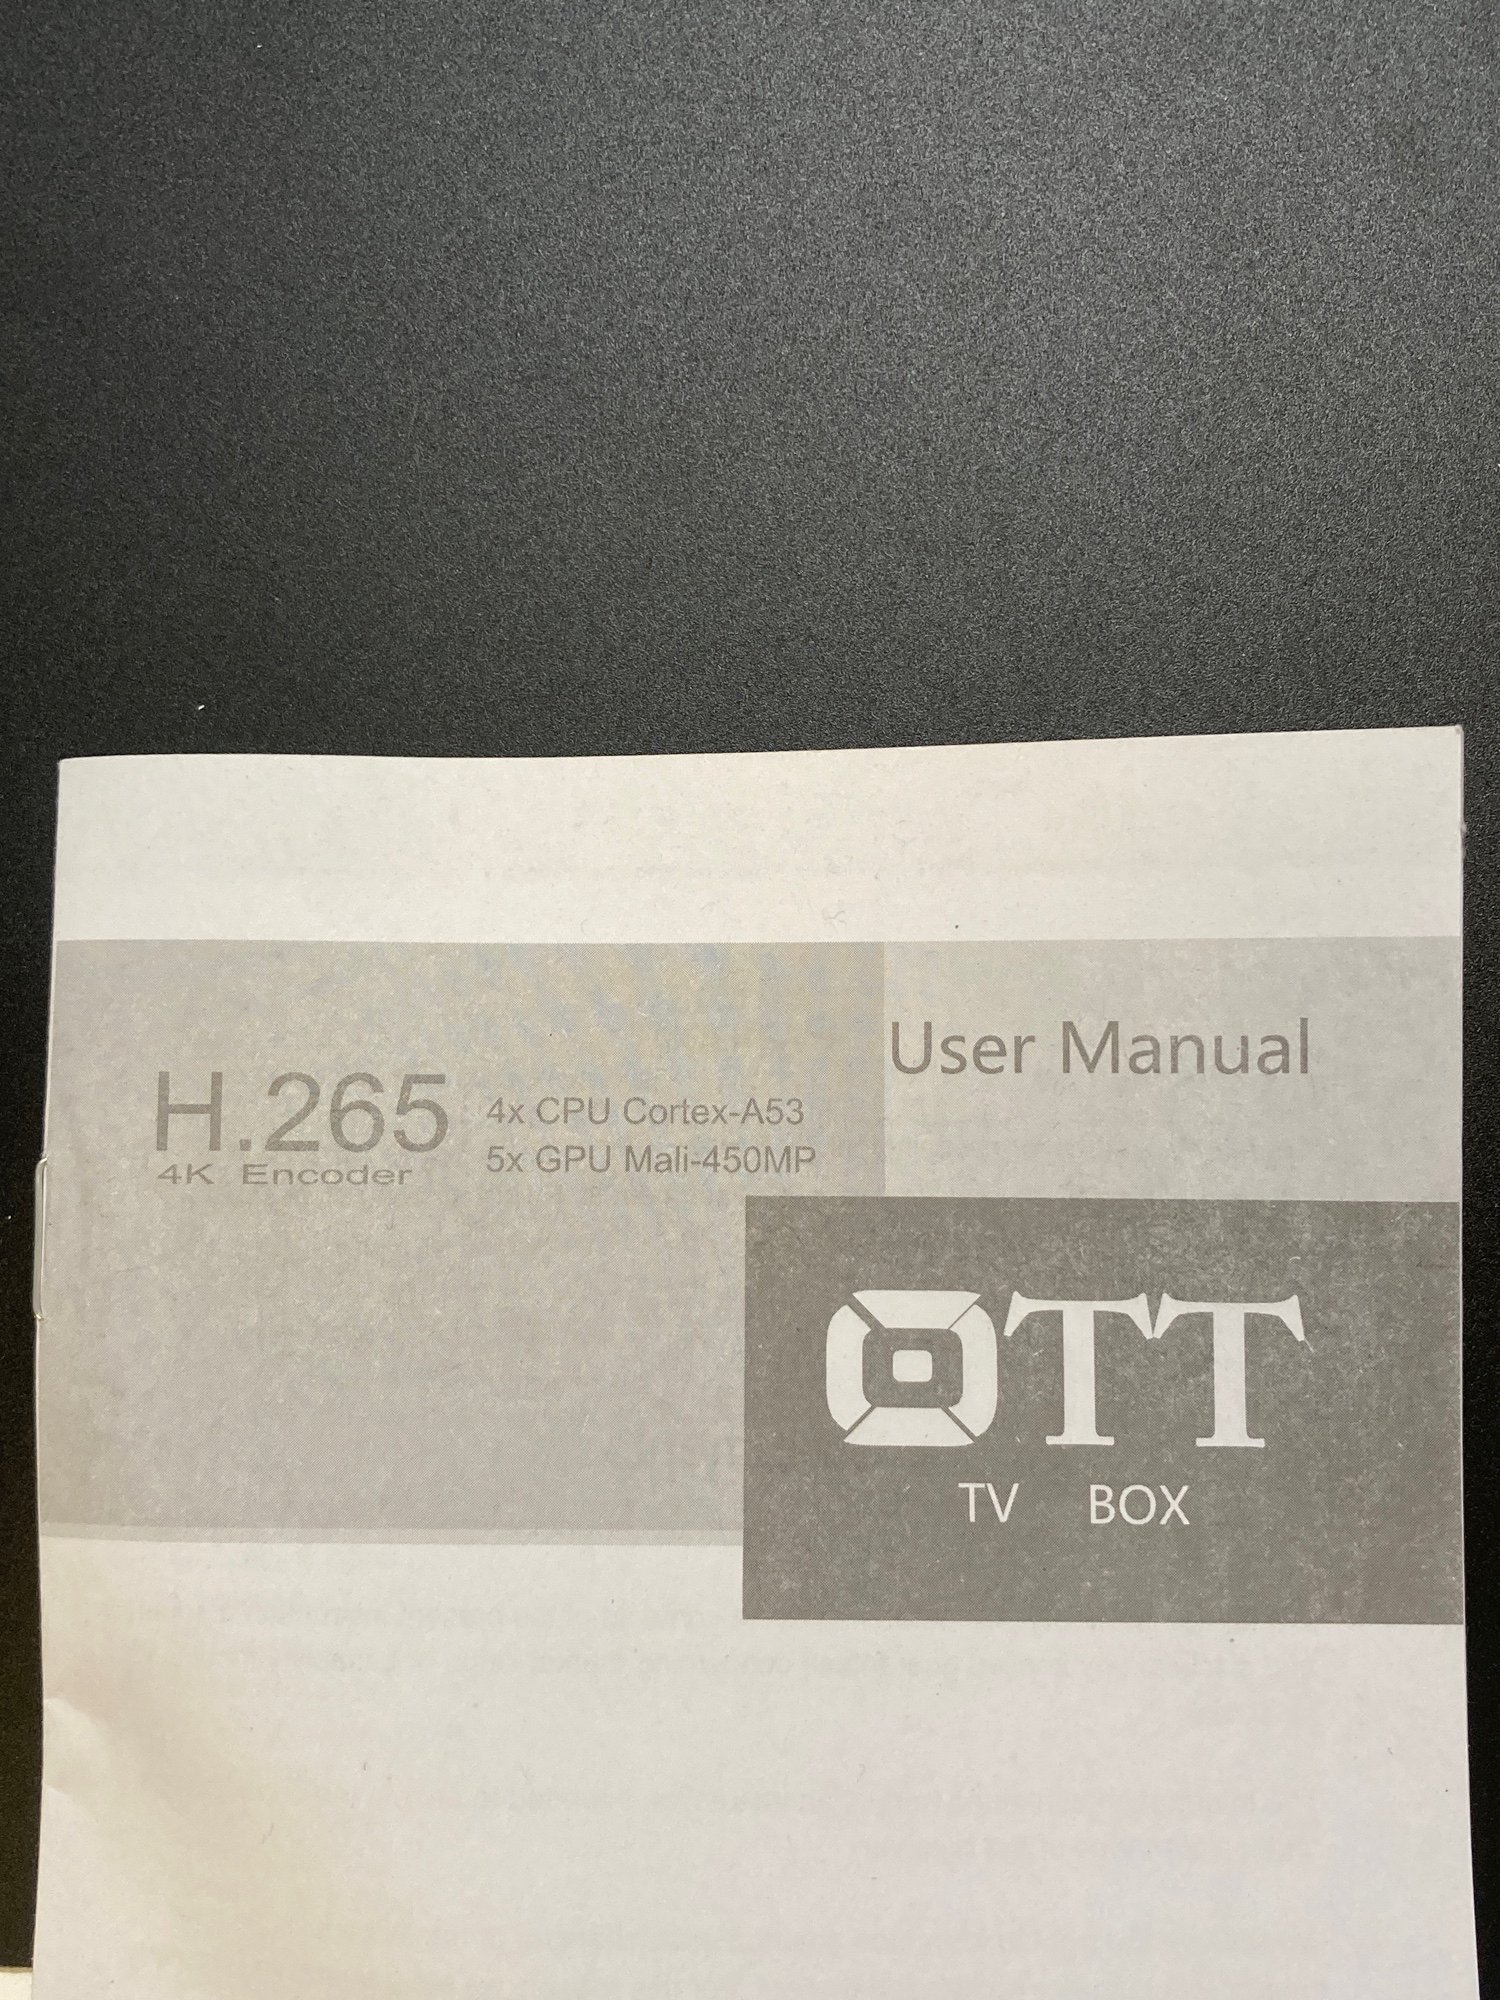 User Manual
H.265
4K Encoder
4x CPU Cortex-A53
5x GPU Mali-450MP
OTT
TV BOX